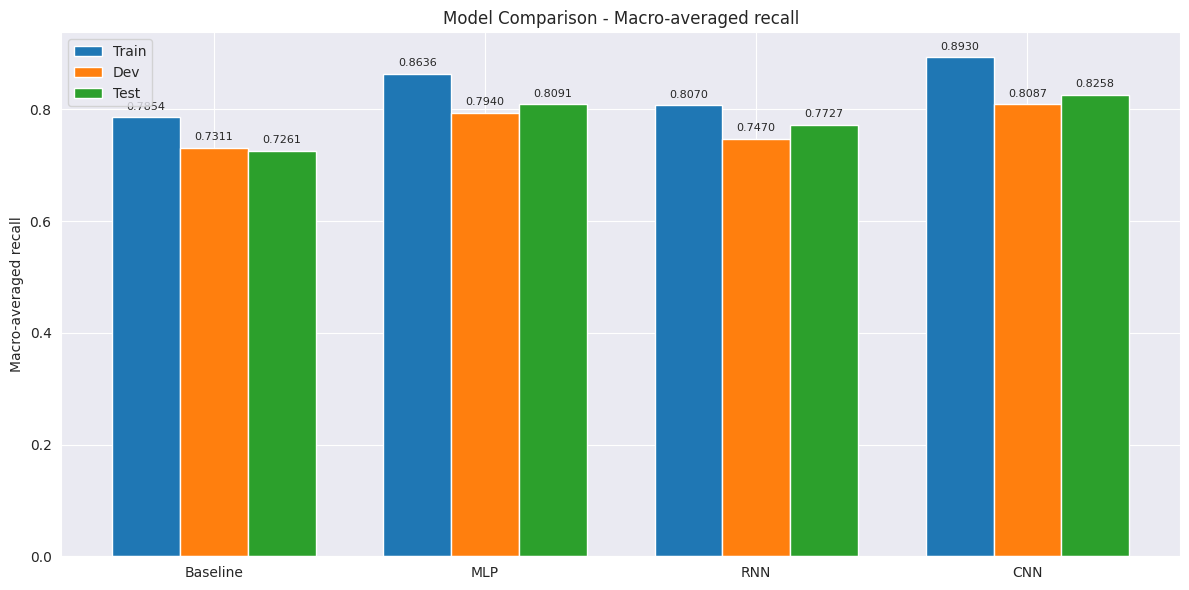 Model Comparison - Macro-averaged recall
Train
Dev
Test
Macro-averaged recall
0.8
0.6
0.4
0.2
0.0
0.7854
0.7311
0.7261
0.8636
0.7940
0.8091
0.8070
0.7470
0.7727
0.8930
0.8087
0.8258
Baseline
MLP
RNN
CNN